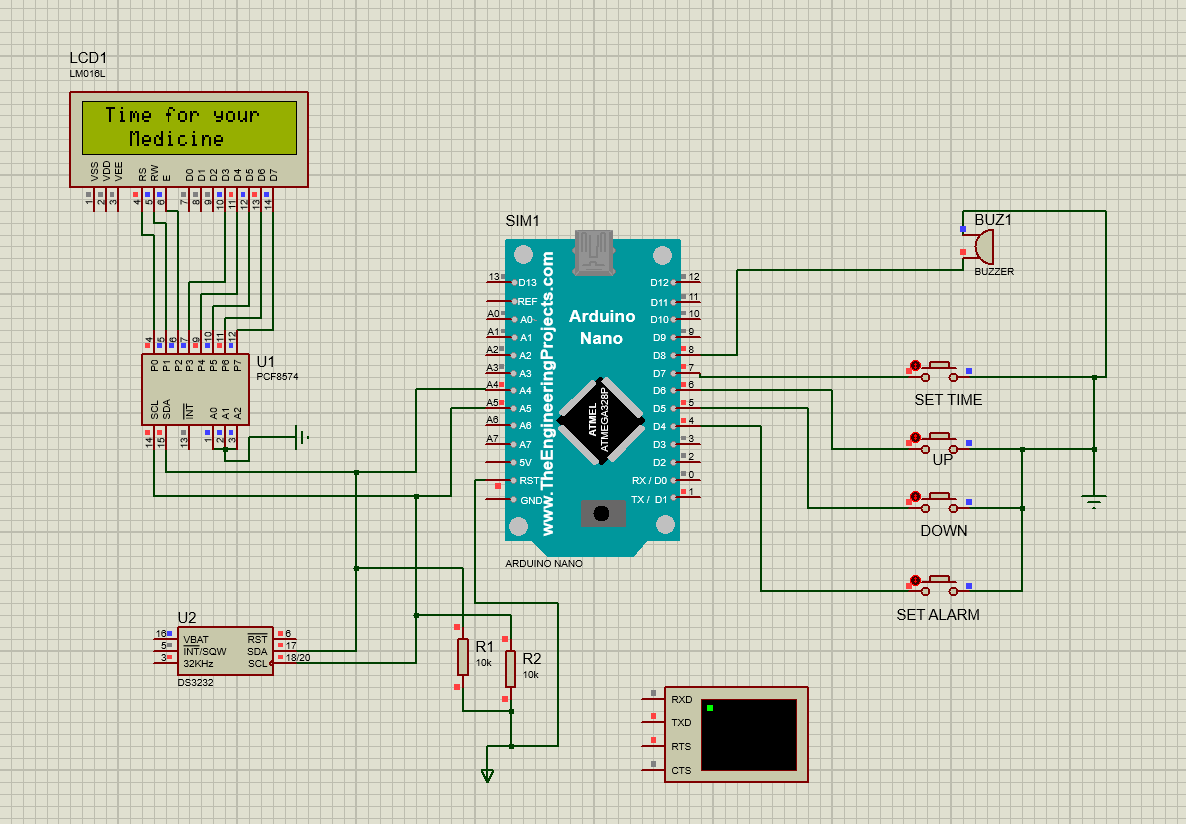 LCD1
LM016L
Time for your
Medicine
VSS VDD VEE RS RW E D0 D1 D2 D3 D4 D5 D6 D7
1 2 3 4 5 6 7 8 9 10 11 12 13 14
4 5 6 7 9 10 11 12
P0 P1 P2 P3 P4 P5 P6 P7
U1
PCF8574
SCL SDA INT A0 A1 A2
14 15 13 1 2 3
SIM1
www.TheEngineeringProjects.com
Arduino
Nano
ATMEL
ATMEGA328P
13 D13
REF
A0 A0
A1 A1
A2 A2
A3 A3
A4 A4
A5 A5
A6 A6
A7 A7
5V
RST
GND
D12 12
D11 11
D10 10
D9 9
D8 8
D7 7
D6 6
D5 5
D4 4
D3 3
D2 2
RX / D0 0
TX / D1 1
ARDUINO NANO
BUZ1
BUZZER
SET TIME
UP
DOWN
SET ALARM
U2
16 VBAT RST 6
5 INT/SQW SDA 17
3 32KHz SCL 18/20
DS3232
R1
10k
R2
10k
RXD
TXD
RTS
CTS